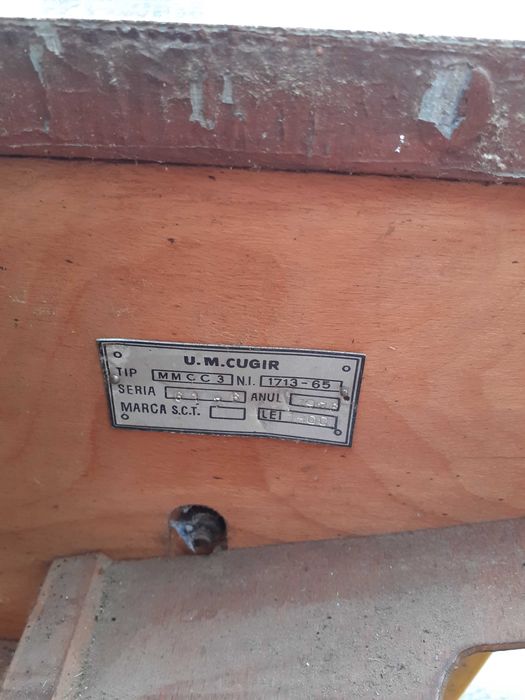 U.M.CUGIR
TIP MMCC3 N.I. 1713-65
SERIA ANUL
MARCA S.C.T. LEI